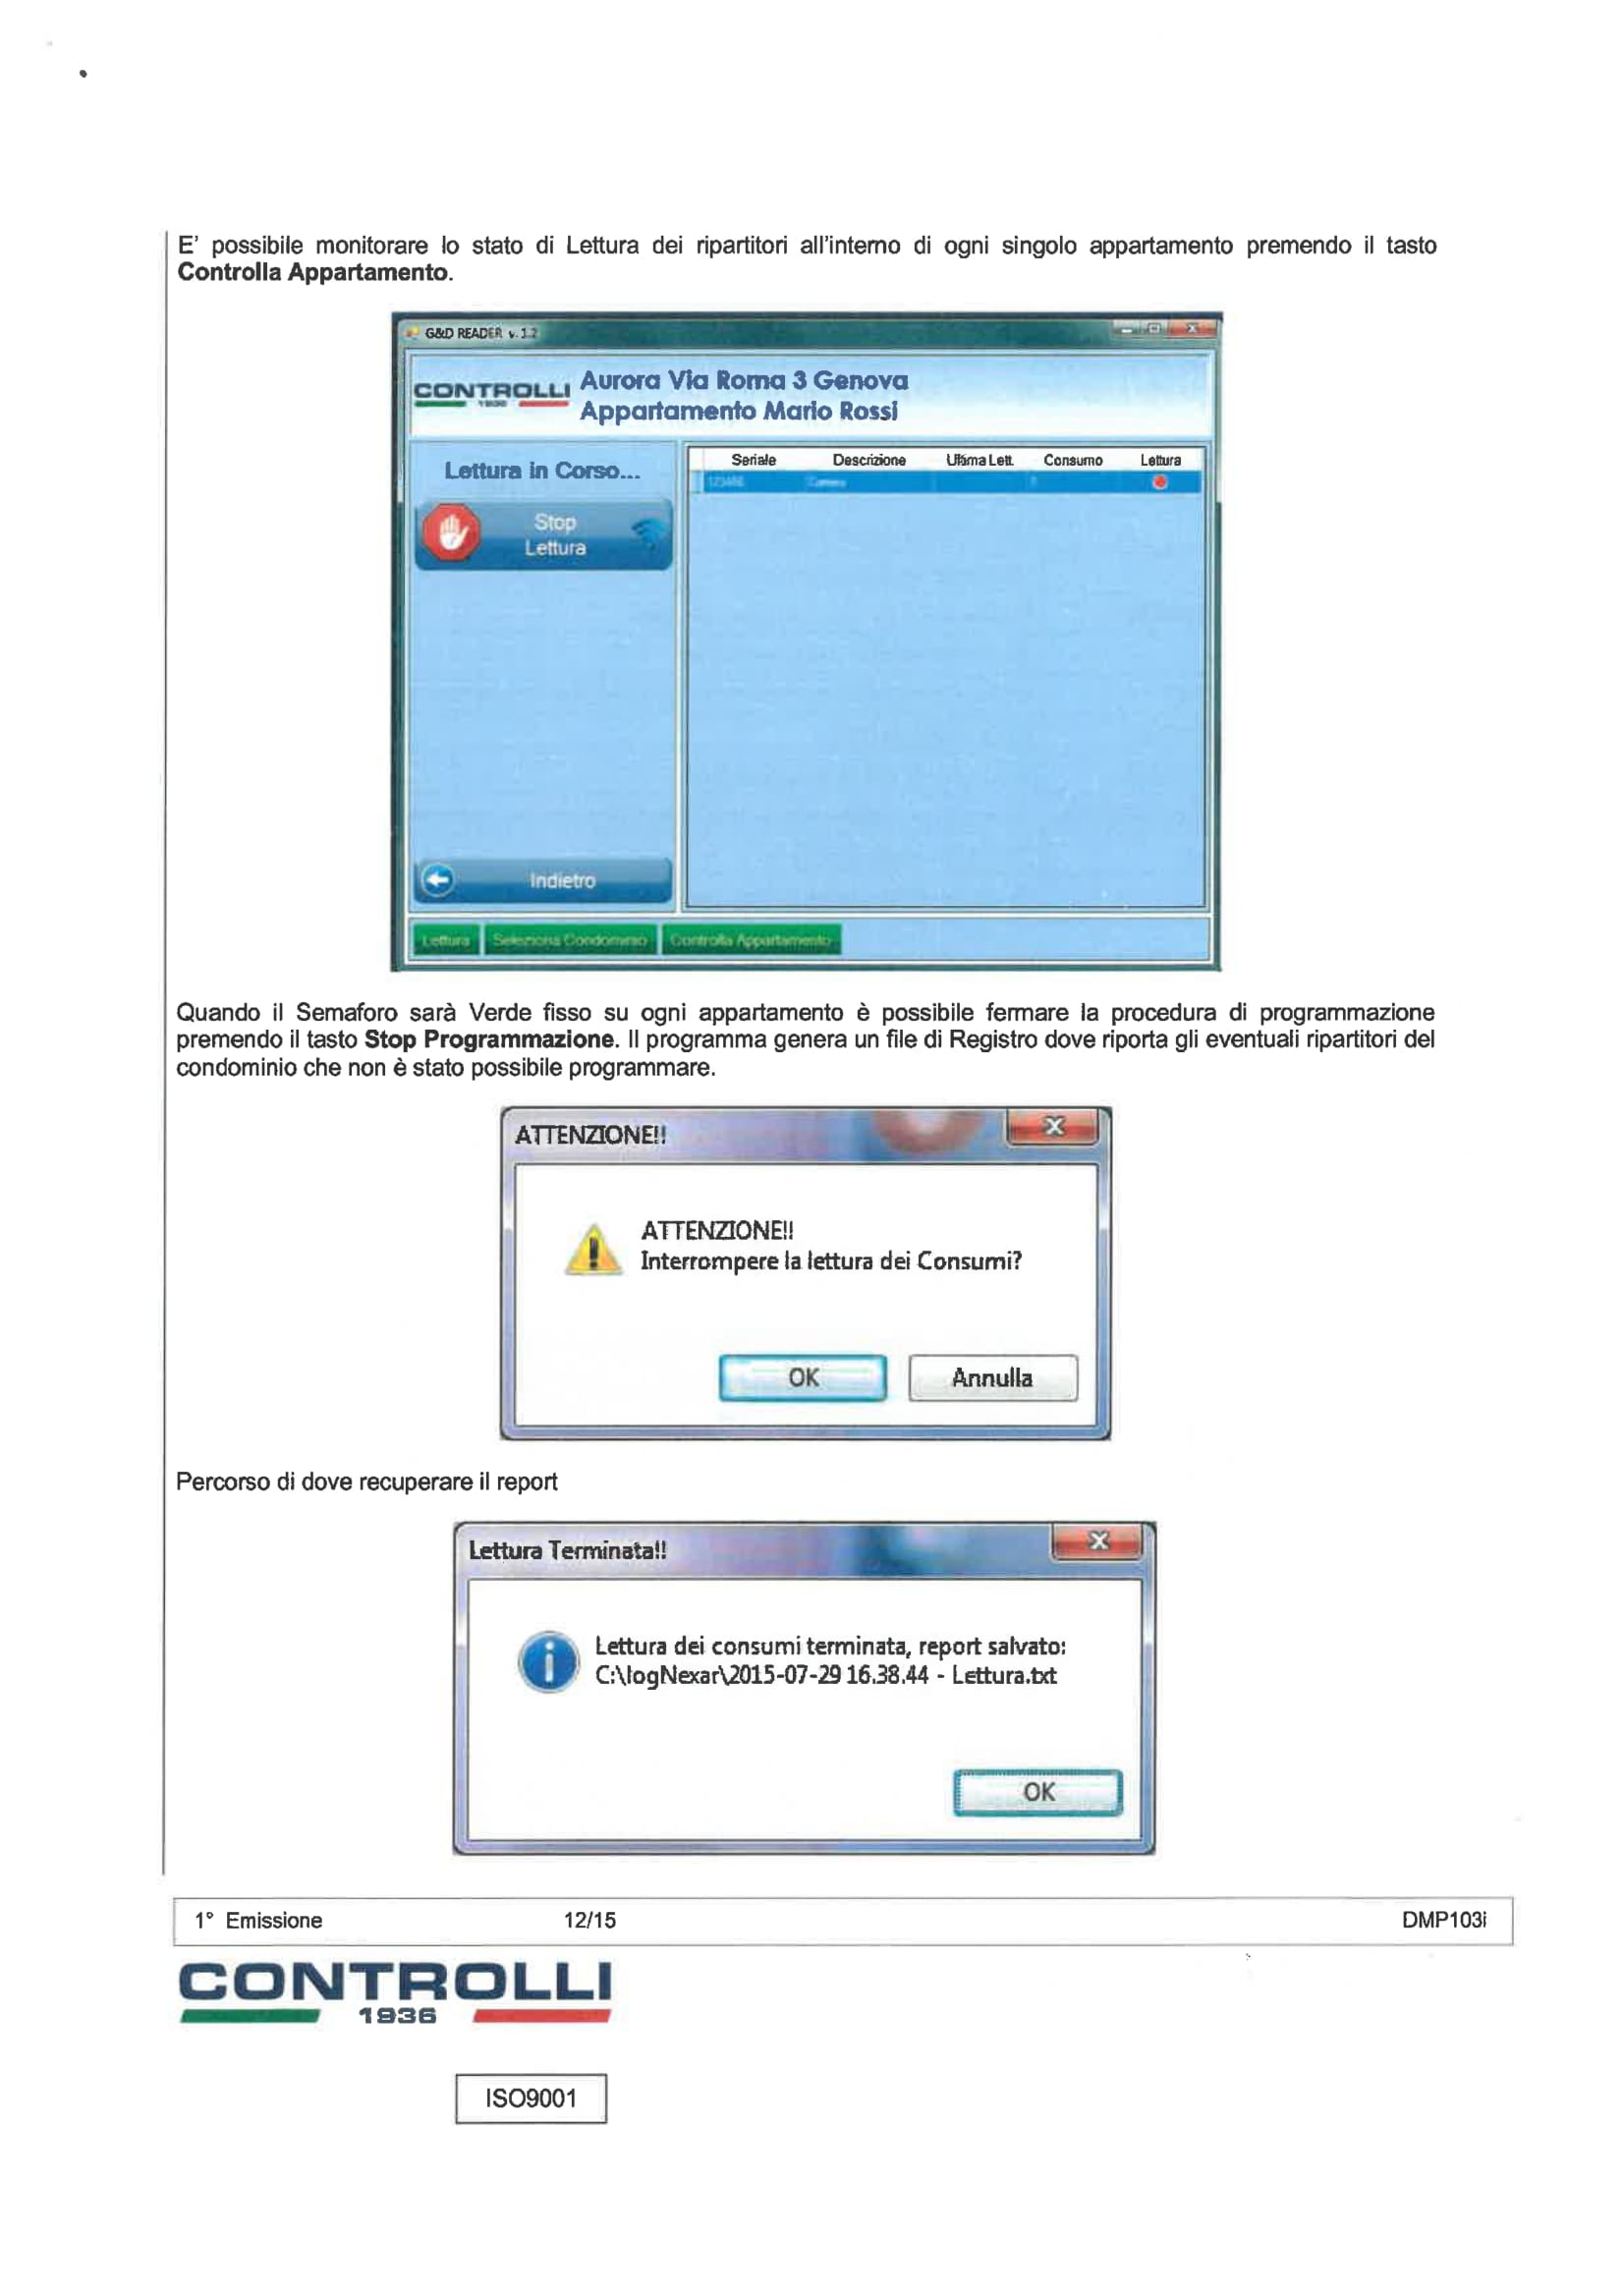 E' possibile monitorare lo stato di Lettura dei ripartitori all'interno di ogni singolo appartamento premendo il tasto
Controlla Appartamento.
G&D READER v. 1.2
CONTROLLI
1936
Aurora Via Roma 3 Genova
Appartamento Mario Rossi
Lettura in Corso...
Seriale Descrizione Ultima Lett. Consumo Lettura
123456 Camera
Stop
Lettura
Indietro
Lettura Seleziona Condominio Controlla Appartamento
Quando il Semaforo sarà Verde fisso su ogni appartamento è possibile fermare la procedura di programmazione
premendo il tasto Stop Programmazione. Il programma genera un file di Registro dove riporta gli eventuali ripartitori del
condominio che non è stato possibile programmare.
ATTENZIONE!!
ATTENZIONE!!
Interrompere la lettura dei Consumi?
OK Annulla
Percorso di dove recuperare il report
Lettura Terminata!!
Lettura dei consumi terminata, report salvato:
C:\logNexar\2015-07-29 16.38.44 - Lettura.txt
OK
1° Emissione 12/15 DMP103i
CONTROLLI
1936
ISO9001